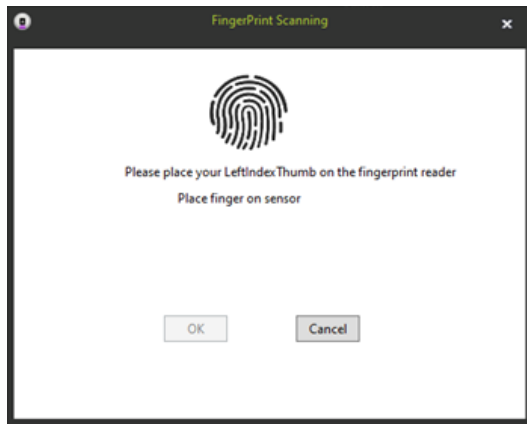 FingerPrint Scanning
Please place your LeftIndexThumb on the fingerprint reader
Place finger on sensor
OK
Cancel